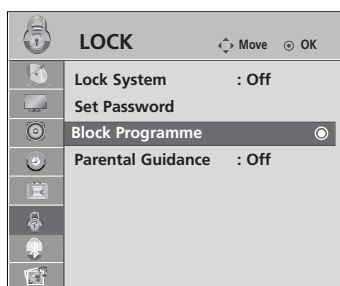 LOCK Move OK
Lock System : Off
Set Password
Block Programme
Parental Guidance : Off